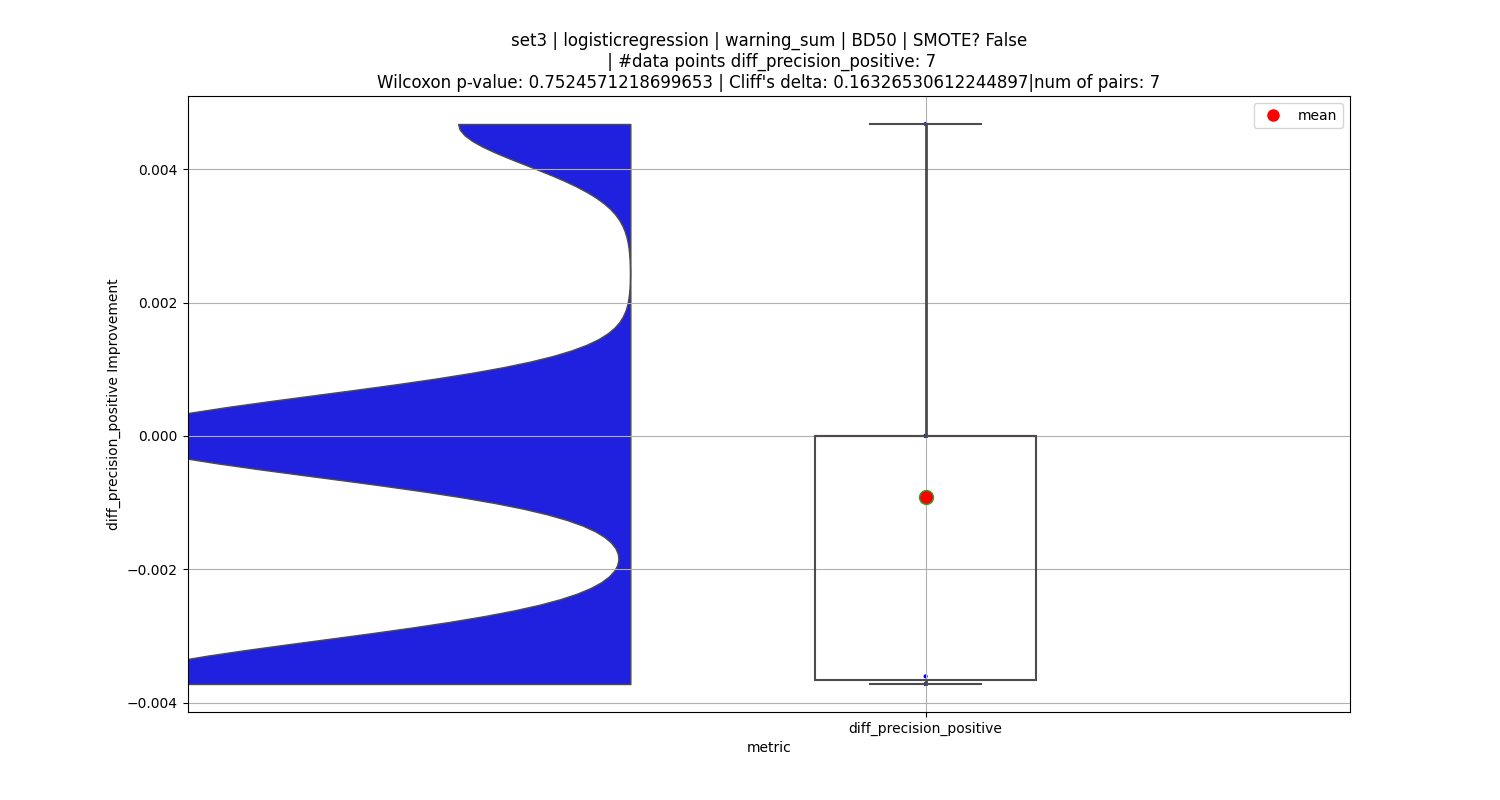 set3 | logisticregression | warning_sum | BD50 | SMOTE? False
| #data points diff_precision_positive: 7
Wilcoxon p-value: 0.7524571218699653 | Cliff's delta: 0.16326530612244897|num of pairs: 7
mean
0.004
0.002
0.000
−0.002
−0.004
diff_precision_positive Improvement
diff_precision_positive
metric